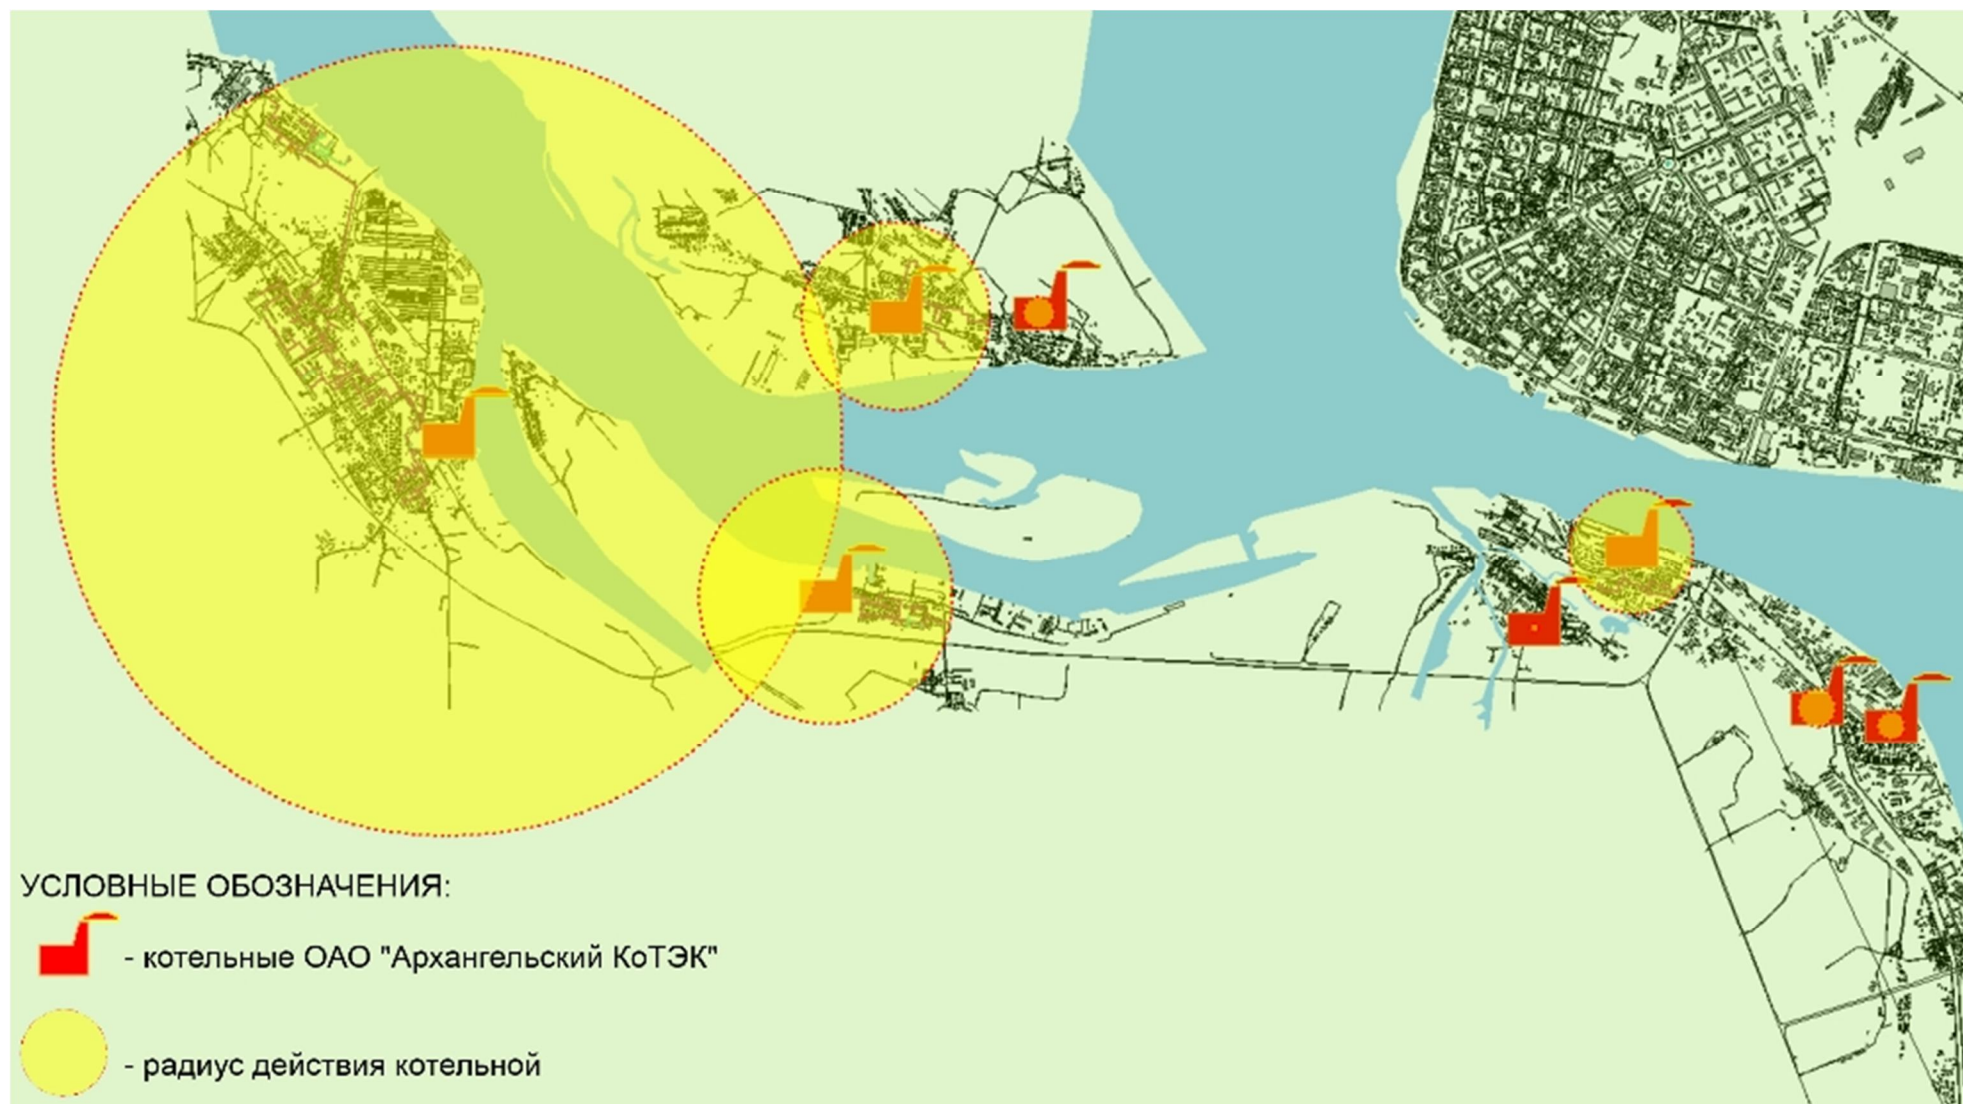 УСЛОВНЫЕ ОБОЗНАЧЕНИЯ:
- котельные ОАО "Архангельский КоТЭК"
- радиус действия котельной